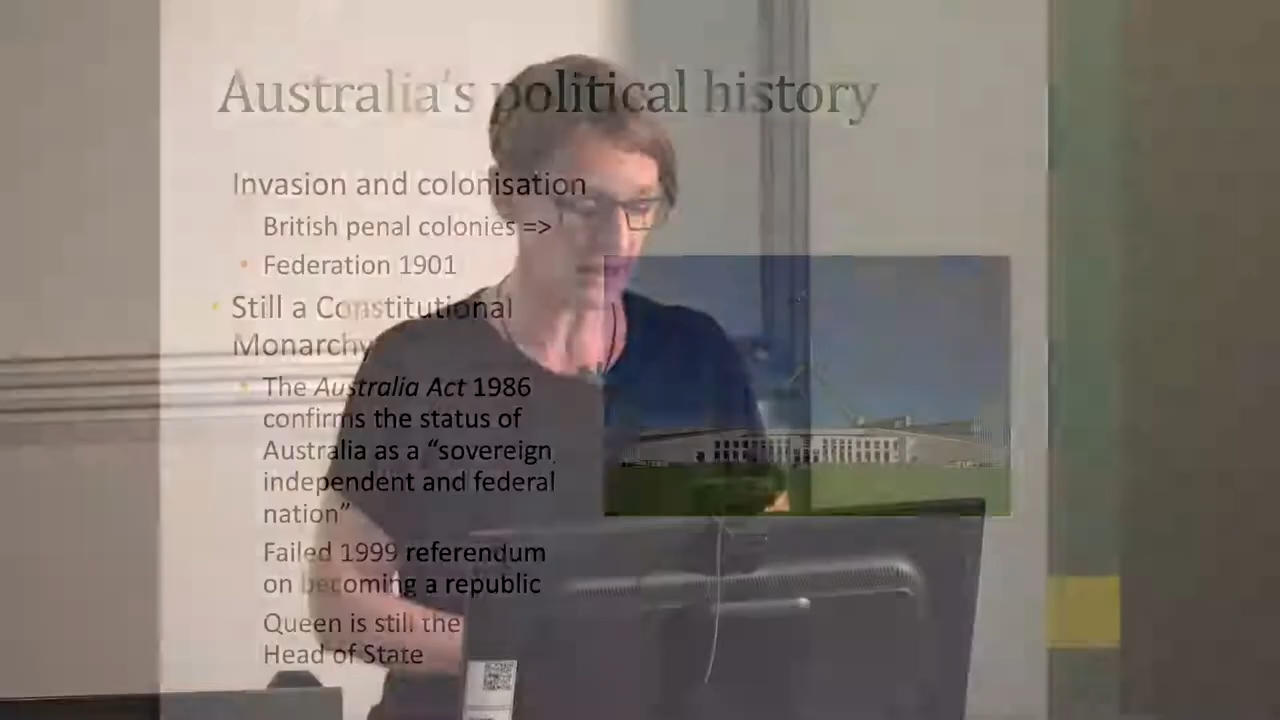 Australia's political history
Invasion and colonisation
British penal colonies =>
• Federation 1901
• Still a Constitutional
Monarchy
• The Australia Act 1986
confirms the status of
Australia as a “sovereign,
independent and federal
nation”
Failed 1999 referendum
on becoming a republic
Queen is still the
Head of State